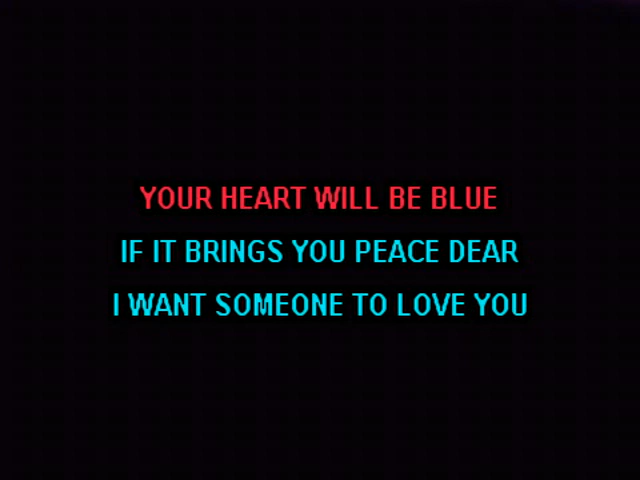 YOUR HEART WILL BE BLUE
IF IT BRINGS YOU PEACE DEAR
I WANT SOMEONE TO LOVE YOU